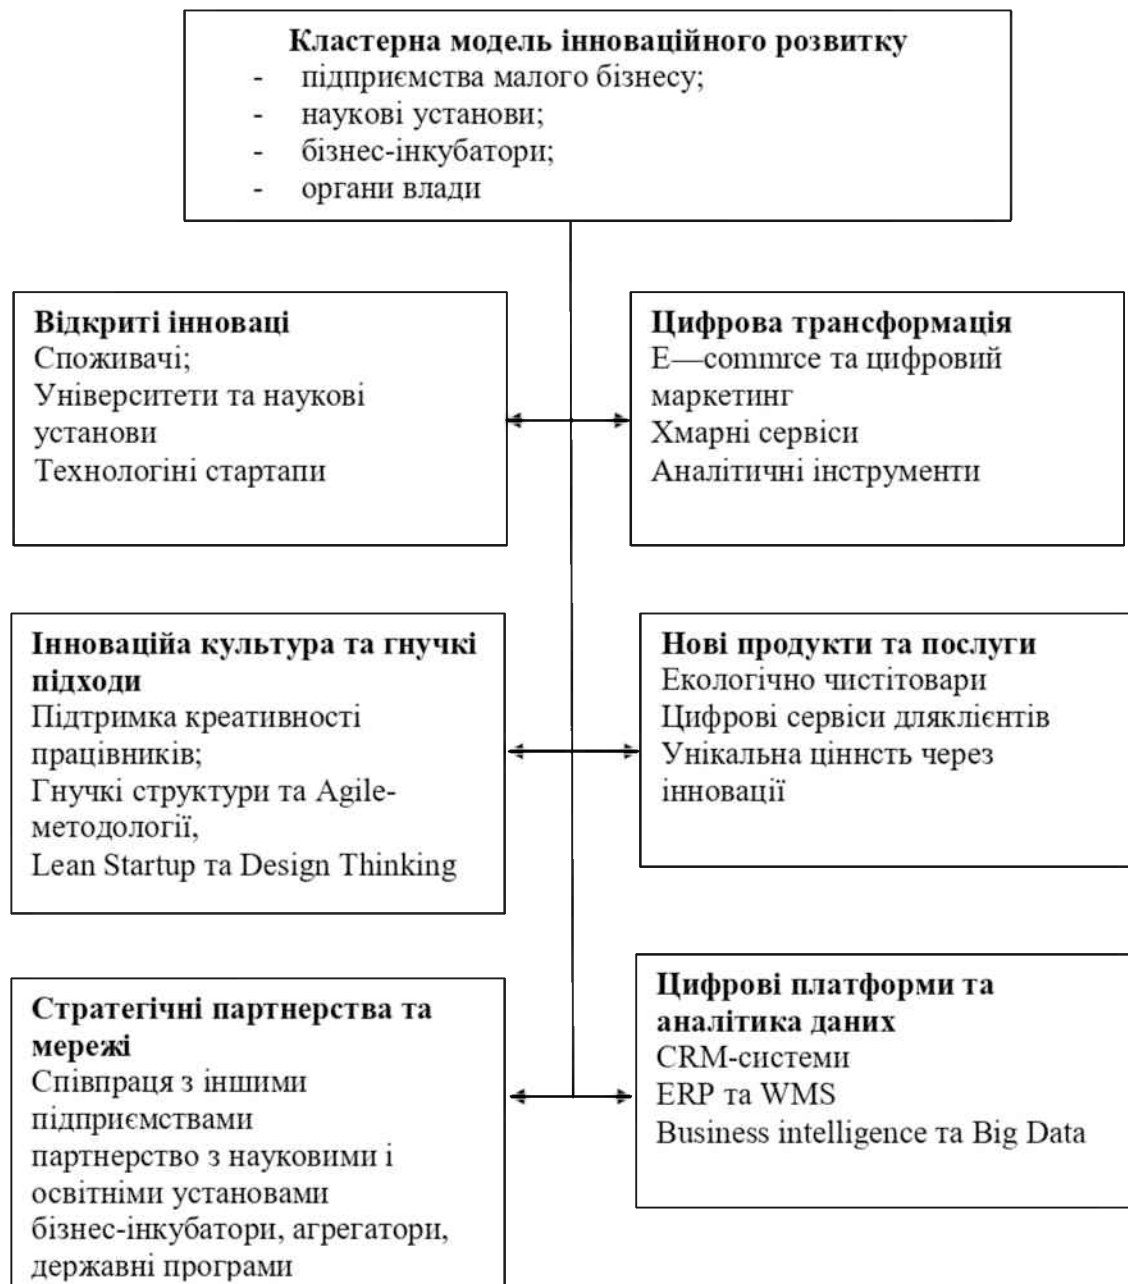 Кластерна модель інноваційного розвитку
- підприємства малого бізнесу;
- наукові установи;
- бізнес-інкубатори;
- органи влади
Відкриті інноваці
Споживачі;
Університети та наукові
установи
Технологіні стартапи
Цифрова трансформація
E—commrce та цифровий
маркетинг
Хмарні сервіси
Аналітичні інструменти
Інноваційа культура та гнучкі
підходи
Підтримка креативності
працівників;
Гнучкі структури та Agile-
методології,
Lean Startup та Design Thinking
Нові продукти та послуги
Екологічно чистітовари
Цифрові сервіси дляклієнтів
Унікальна ціннсть через
інновації
Стратегічні партнерства та
мережі
Співпраця з іншими
підприємствами
партнерство з науковими і
освітніми установами
бізнес-інкубатори, агрегатори,
державні програми
Цифрові платформи та
аналітика даних
CRM-системи
ERP та WMS
Business intelligence та Big Data